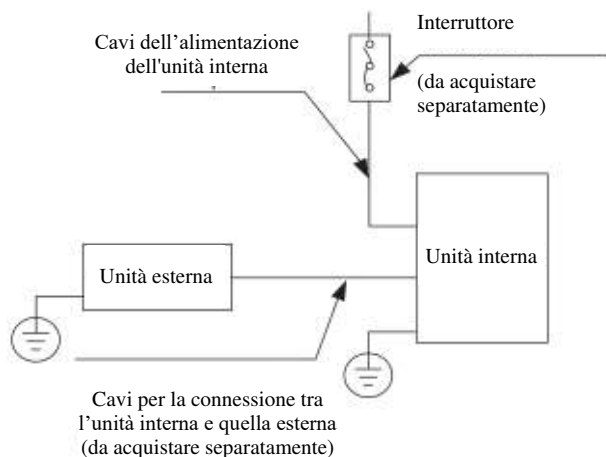 Cavi dell’alimentazione
dell'unità interna
Interruttore
(da acquistare
separatamente)
Unità esterna
Unità interna
Cavi per la connessione tra
l’unità interna e quella esterna
(da acquistare separatamente)